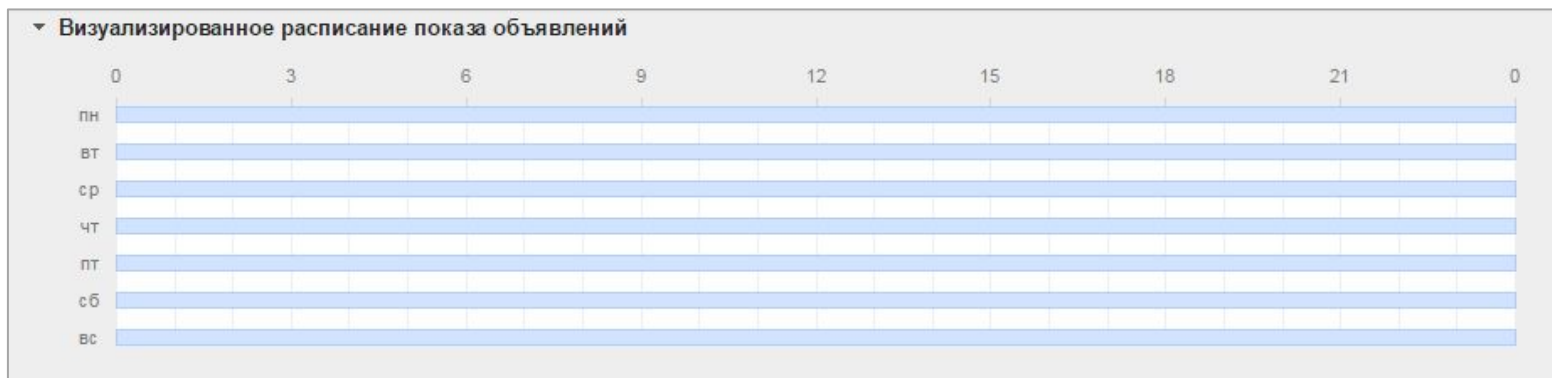 Визуализированное расписание показа объявлений
0 3 6 9 12 15 18 21 0
пн
вт
ср
чт
пт
сб
вс